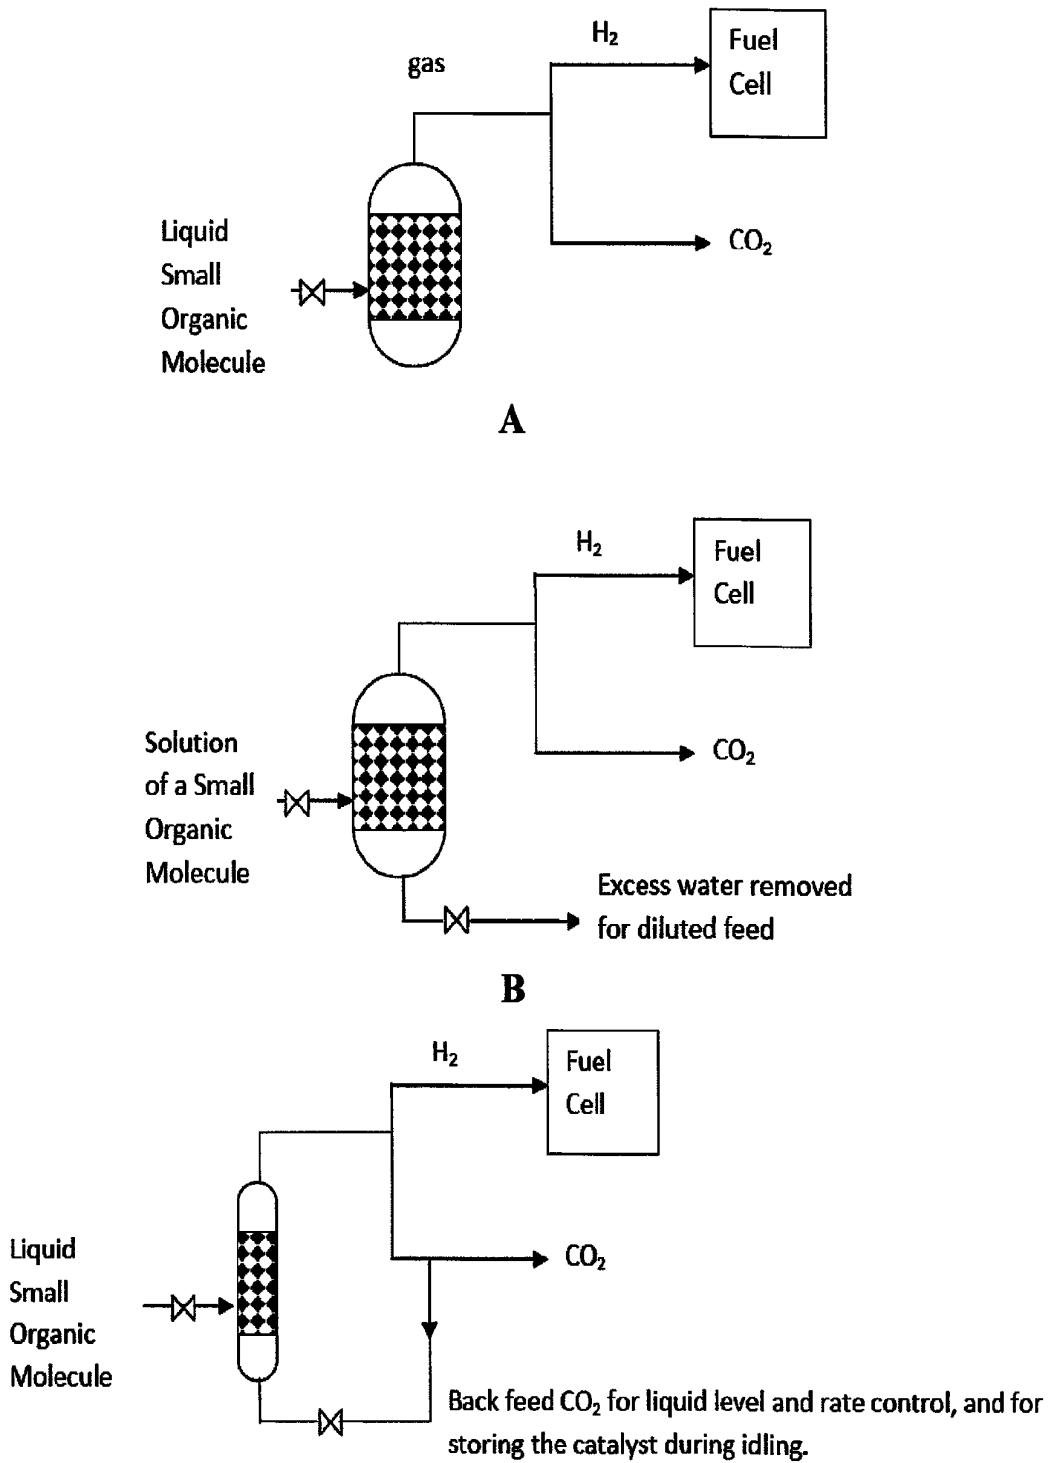 H₂
Fuel
Cell
gas
Liquid
Small
Organic
Molecule
CO₂
A
H₂
Fuel
Cell
Solution
of a Small
Organic
Molecule
CO₂
Excess water removed
for diluted feed
B
H₂
Fuel
Cell
Liquid
Small
Organic
Molecule
CO₂
Back feed CO₂ for liquid level and rate control, and for
storing the catalyst during idling.